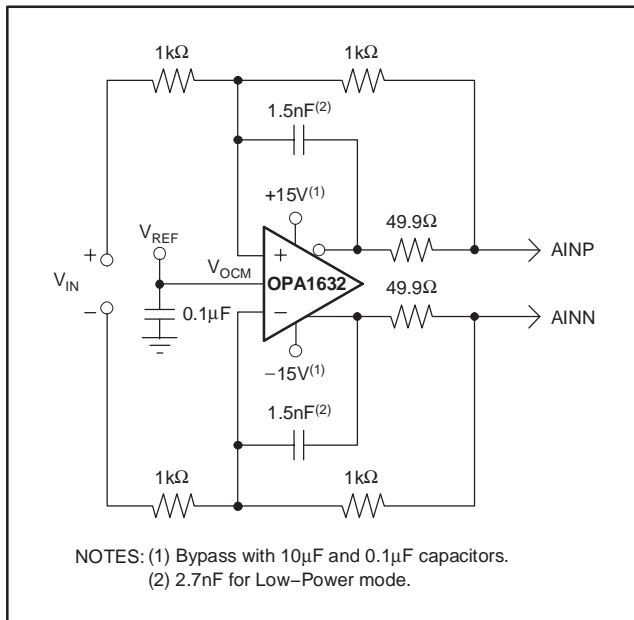 1kΩ 1kΩ
1.5nF(2)
+15V(1)
49.9Ω
VREF
AINP
+
VIN
−
VOCM
+
OPA1632
−
49.9Ω
0.1µF
AINN
−15V(1)
1.5nF(2)
1kΩ 1kΩ
NOTES: (1) Bypass with 10µF and 0.1µF capacitors.
(2) 2.7nF for Low−Power mode.